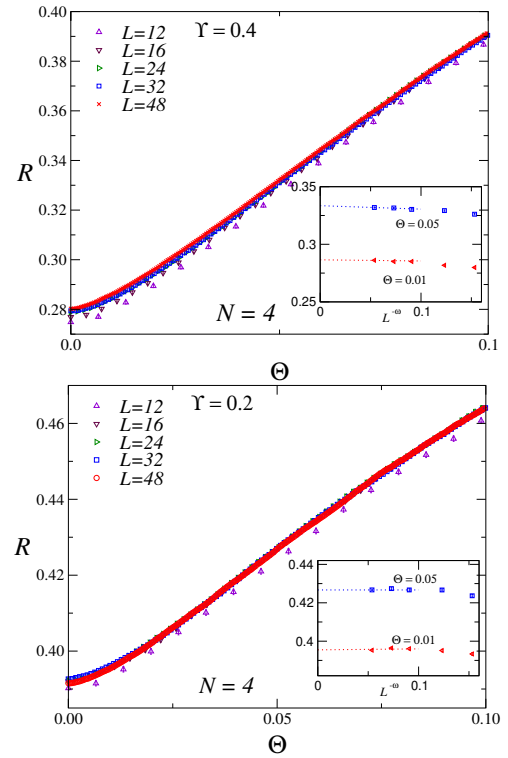 0.40
0.38
0.36
0.34
0.32
0.30
0.28
R
L=12
L=16
L=24
L=32
L=48
ϒ = 0.4
0.35
0.3
0.25
Θ = 0.05
Θ = 0.01
0
0.1
L^{-ω}
N = 4
0.0
0.1
Θ
0.46
0.44
0.42
0.40
R
L=12
L=16
L=24
L=32
L=48
ϒ = 0.2
0.44
0.42
0.4
Θ = 0.05
Θ = 0.01
0
0.1
L^{-ω}
N = 4
0.00
0.05
0.10
Θ